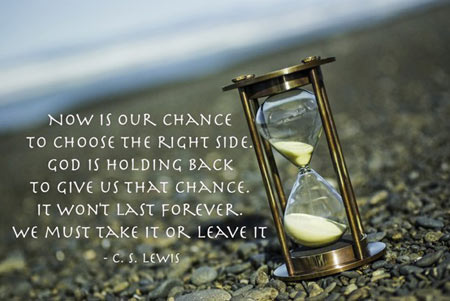 Now is our chance
to choose the right side.
God is holding back
to give us that chance.
It won't last forever.
We must take it or leave it
- C. S. Lewis